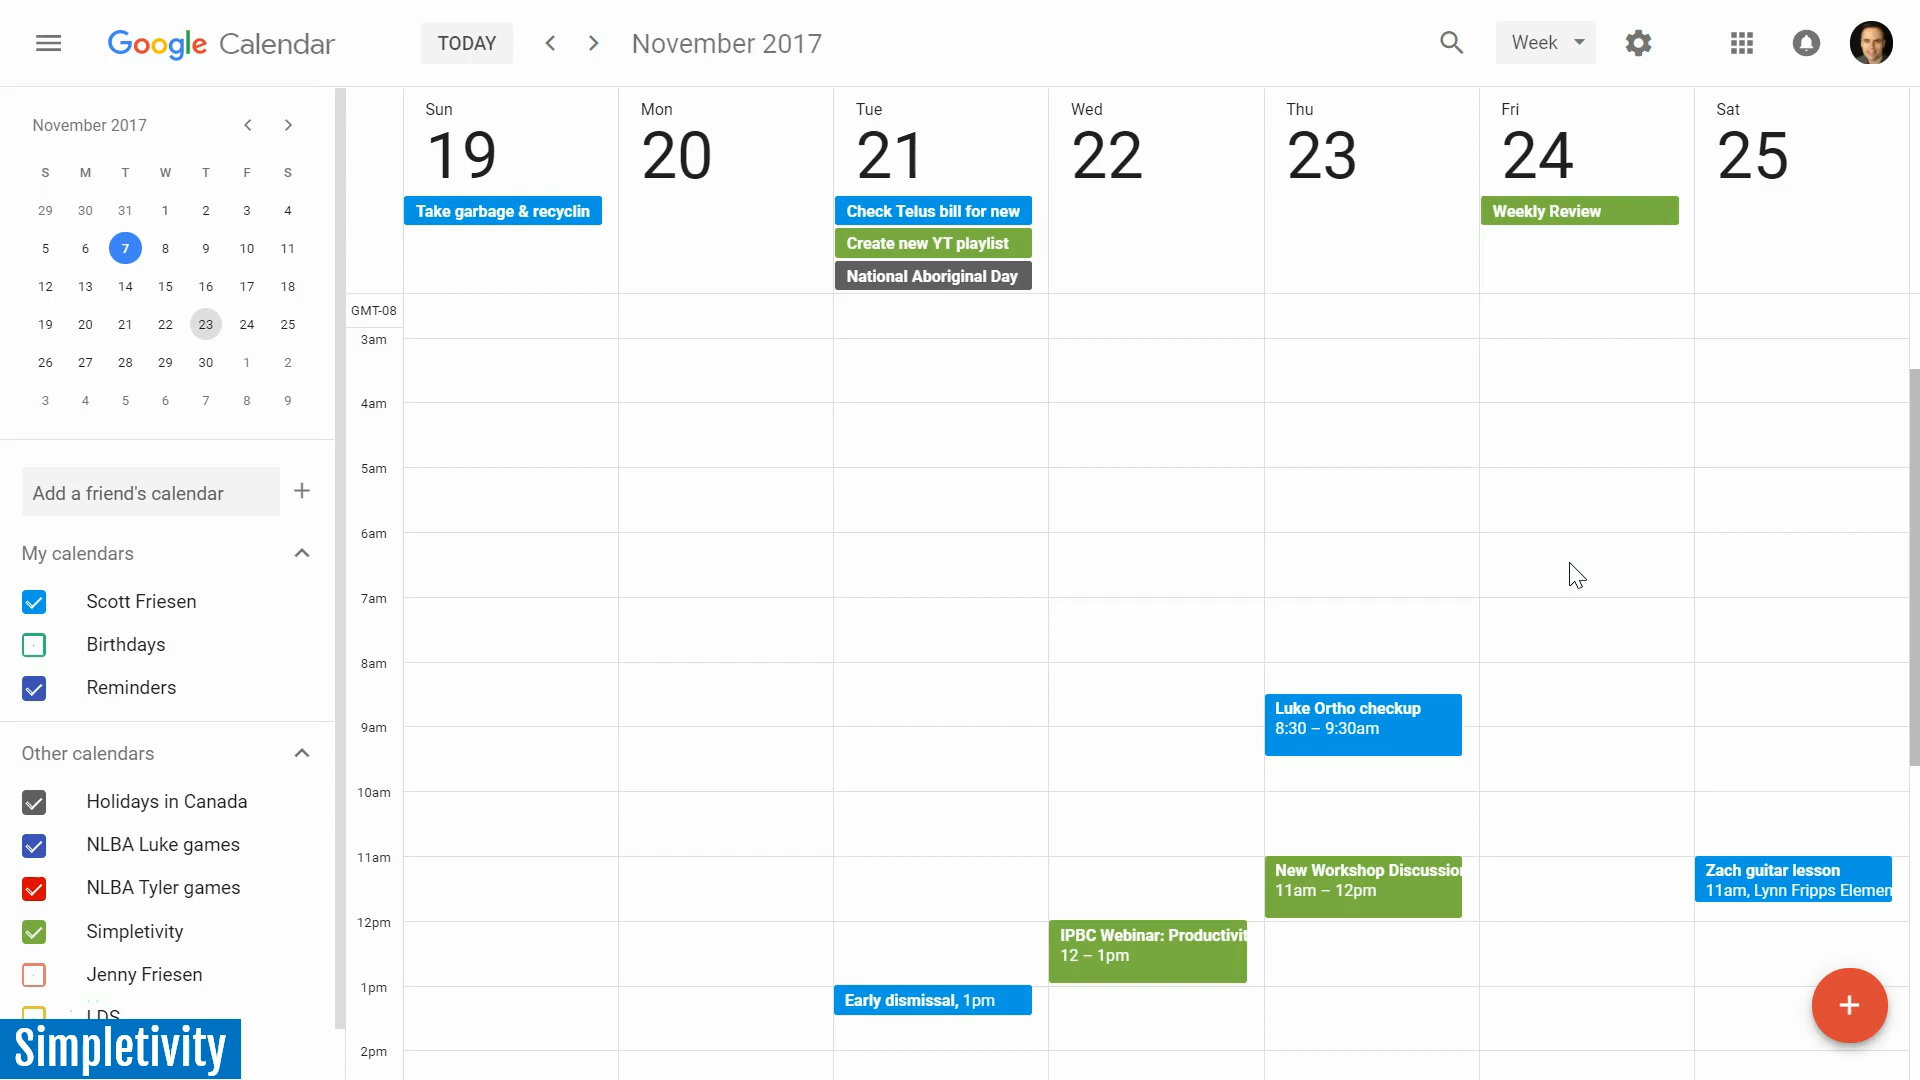 Google Calendar
TODAY
November 2017
Week
November 2017
S M T W T F S
29 30 31 1 2 3 4
5 6 7 8 9 10 11
12 13 14 15 16 17 18
19 20 21 22 23 24 25
26 27 28 29 30 1 2
3 4 5 6 7 8 9
Add a friend's calendar
My calendars
Scott Friesen
Birthdays
Reminders
Other calendars
Holidays in Canada
NLBA Luke games
NLBA Tyler games
Simpletivity
Jenny Friesen
LDS
Simpletivity
Sun Mon Tue Wed Thu Fri Sat
19 20 21 22 23 24 25
Take garbage & recyclin
Check Telus bill for new
Weekly Review
Create new YT playlist
National Aboriginal Day
GMT-08
3am
4am
5am
6am
7am
8am
Luke Ortho checkup
8:30 – 9:30am
9am
10am
11am
New Workshop Discussion
11am – 12pm
Zach guitar lesson
11am, Lynn Fripps Elemen
12pm
IPBC Webinar: Productivit
12 – 1pm
1pm
Early dismissal, 1pm
2pm